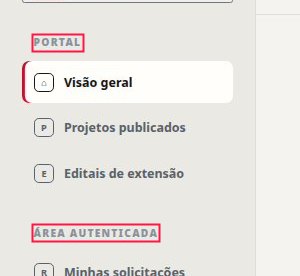 PORTAL
⌂ Visão geral
P Projetos publicados
E Editais de extensão
ÁREA AUTENTICADA
R Minhas solicitações